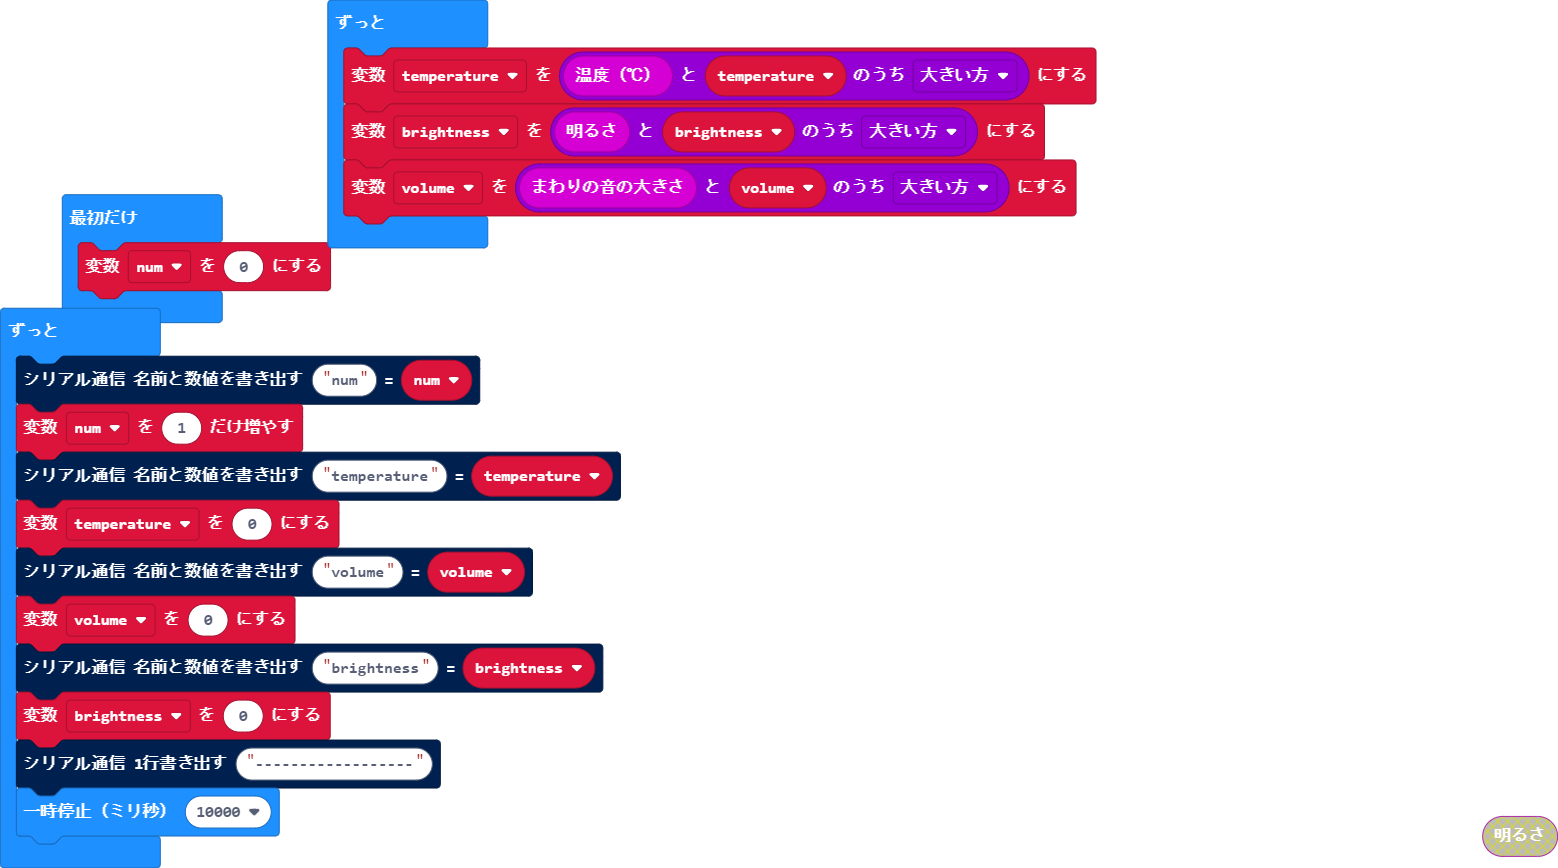 ずっと
変数 temperature を 温度（℃） と temperature のうち 大きい方 にする
変数 brightness を 明るさ と brightness のうち 大きい方 にする
変数 volume を まわりの音の大きさ と volume のうち 大きい方 にする
最初だけ
変数 num を 0 にする
ずっと
シリアル通信 名前と数値を書き出す "num" = num
変数 num を 1 だけ増やす
シリアル通信 名前と数値を書き出す "temperature" = temperature
変数 temperature を 0 にする
シリアル通信 名前と数値を書き出す "volume" = volume
変数 volume を 0 にする
シリアル通信 名前と数値を書き出す "brightness" = brightness
変数 brightness を 0 にする
シリアル通信 1行書き出す "------------------"
一時停止（ミリ秒） 10000
明るさ